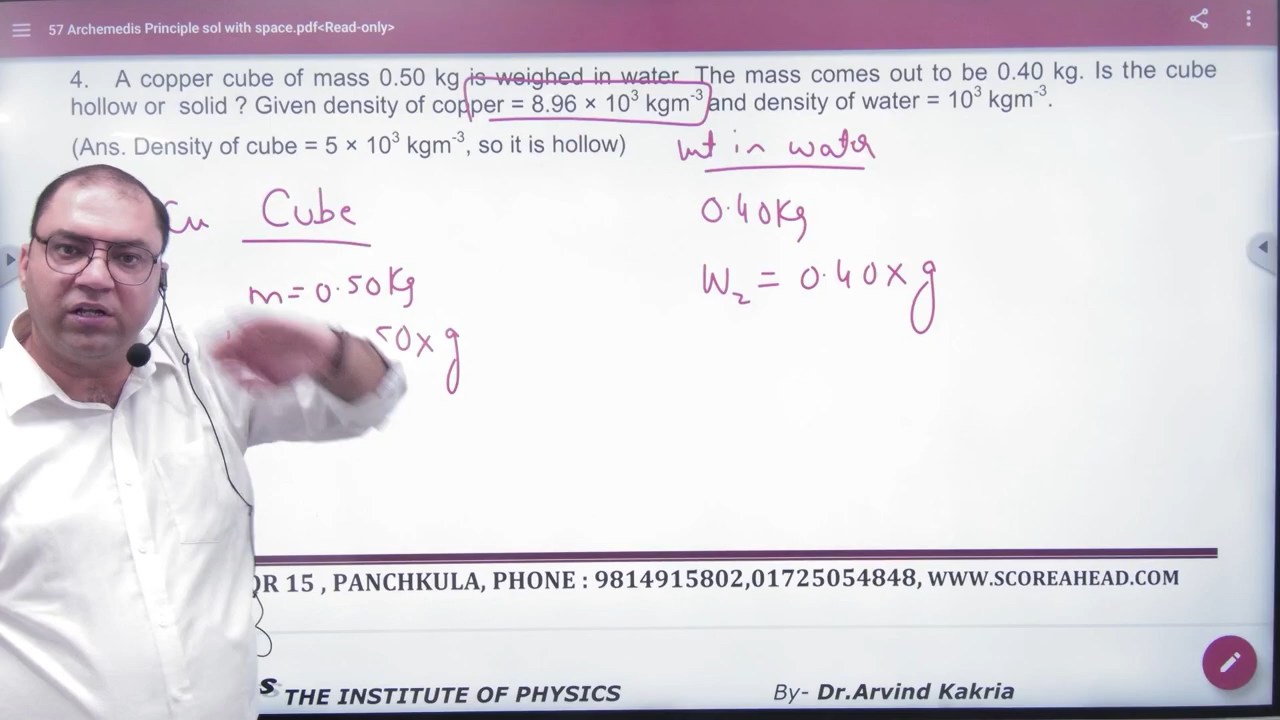 57 Archemedis Principle sol with space.pdf<Read-only>
4. A copper cube of mass 0.50 kg is weighed in water. The mass comes out to be 0.40 kg. Is the cube
hollow or solid ? Given density of copper = 8.96 × 10³ kgm⁻³ and density of water = 10³ kgm⁻³.
(Ans. Density of cube = 5 × 10³ kgm⁻³, so it is hollow)
wt in water
Cu Cube
0.40Kg
m=0.50Kg
W₂ = 0.40×g
50×g
OR 15 , PANCHKULA, PHONE : 9814915802,01725054848, WWW.SCOREAHEAD.COM
S THE INSTITUTE OF PHYSICS
By- Dr.Arvind Kakria